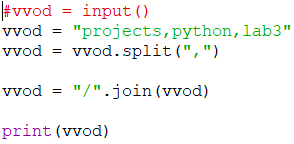 #vvod = input()
vvod = "projects,python,lab3"
vvod = vvod.split(",")
vvod = "/".join(vvod)
print(vvod)